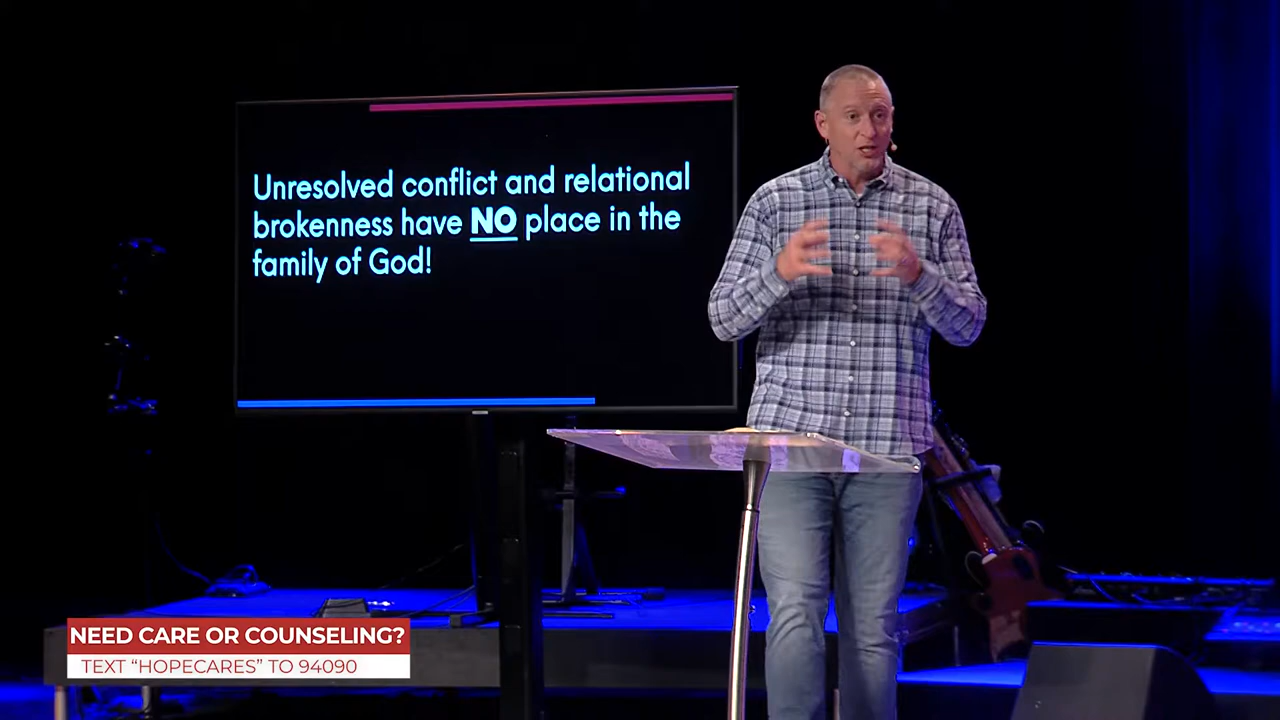 Unresolved conflict and relational
brokenness have NO place in the
family of God!
NEED CARE OR COUNSELING?
TEXT “HOPECARES” TO 94090